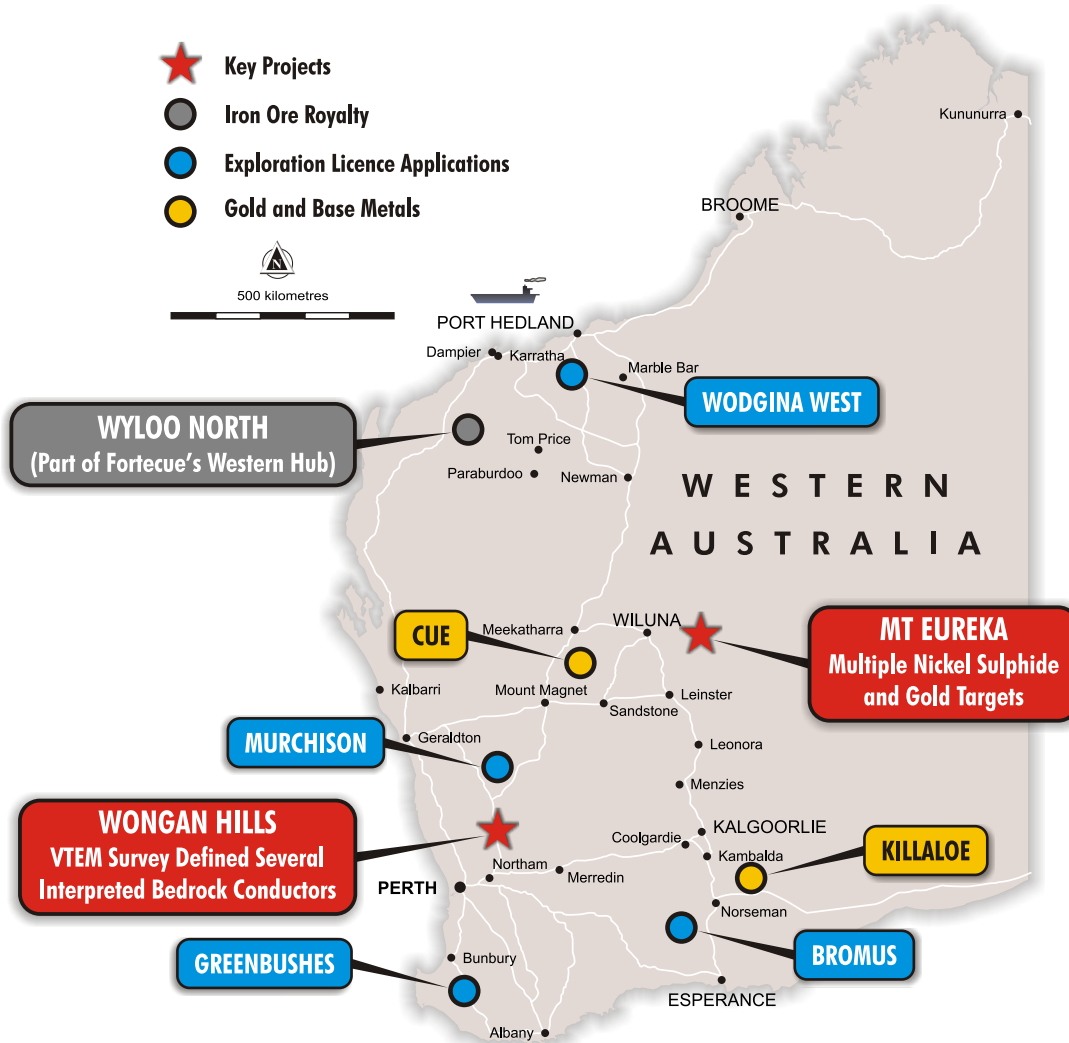 Key Projects
Iron Ore Royalty
Exploration Licence Applications
Gold and Base Metals
N
500 kilometres
Kununurra
BROOME
PORT HEDLAND
Dampier
Karratha
Marble Bar
WODGINA WEST
WYLOO NORTH
(Part of Fortecue's Western Hub)
Tom Price
Paraburdoo
Newman
WESTERN
AUSTRALIA
CUE
Meekatharra
WILUNA
MT EUREKA
Multiple Nickel Sulphide
and Gold Targets
Kalbarri
Mount Magnet
Sandstone
Leinster
MURCHISON
Geraldton
Leonora
Menzies
WONGAN HILLS
VTEM Survey Defined Several
Interpreted Bedrock Conductors
Coolgardie
KALGOORLIE
Kambalda
KILLALOE
Northam
Merredin
PERTH
Norseman
GREENBUSHES
Bunbury
BROMUS
ESPERANCE
Albany